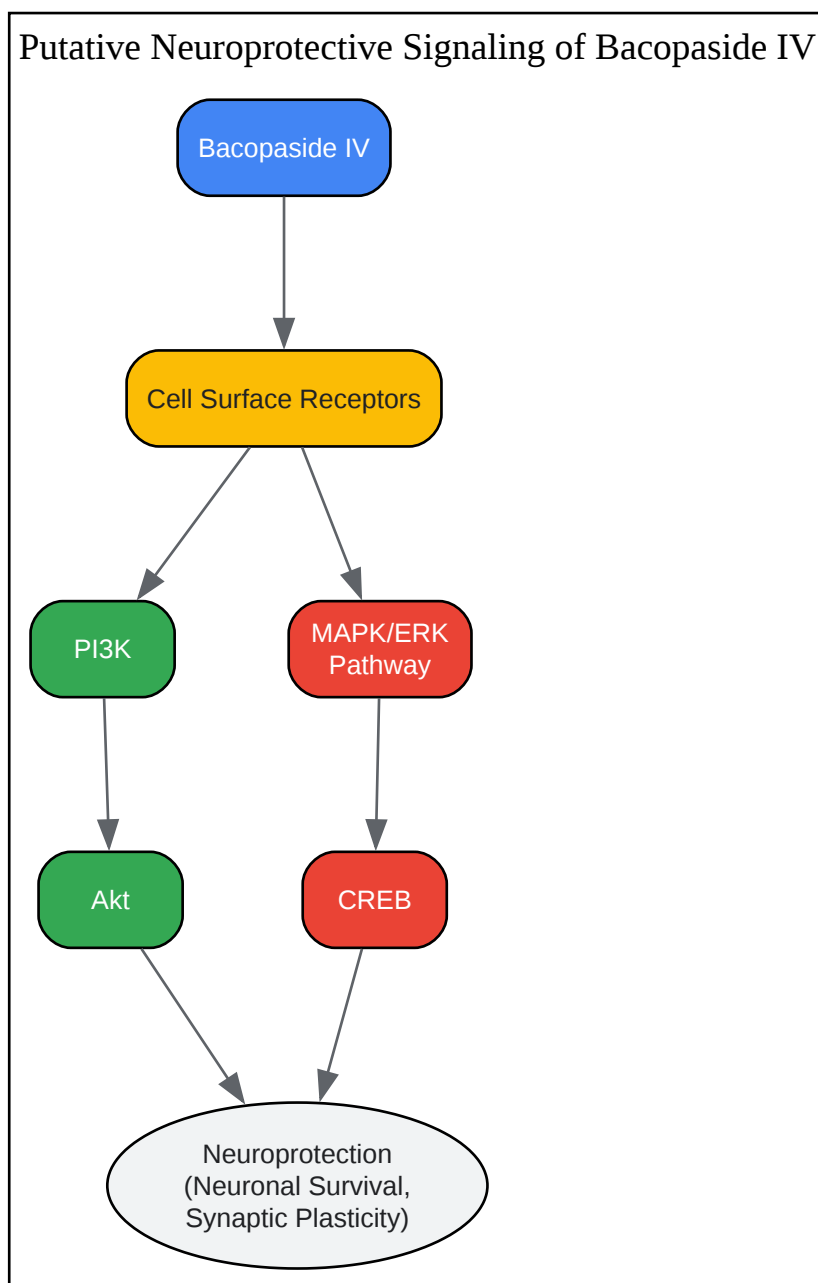 Putative Neuroprotective Signaling of Bacopaside IV
Bacopaside IV
Cell Surface Receptors
PI3K
MAPK/ERK
Pathway
Akt
CREB
Neuroprotection
(Neuronal Survival,
Synaptic Plasticity)